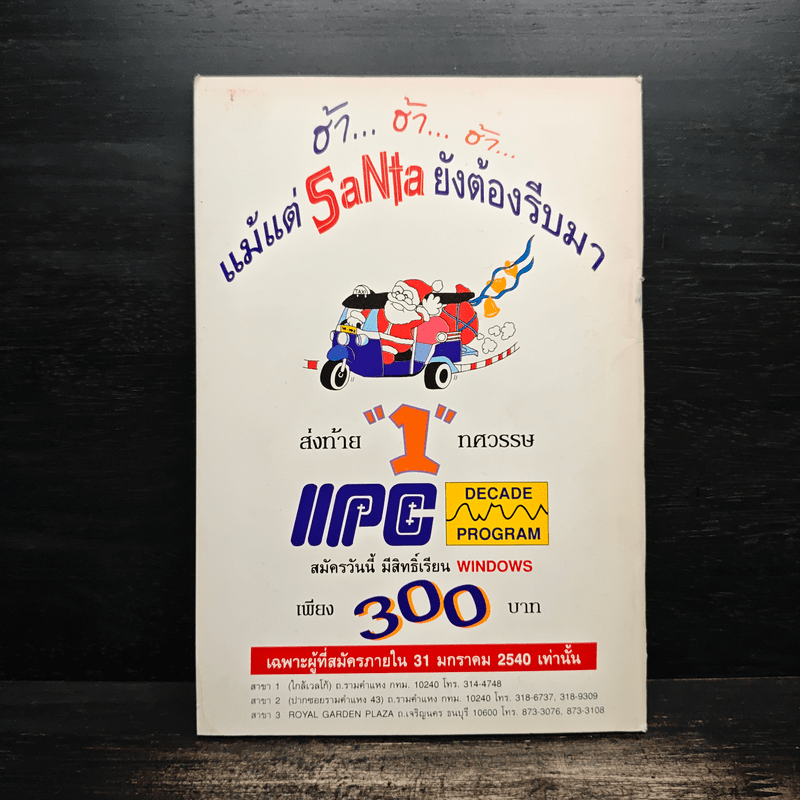 ฮ้า... ฮ้า... ฮ้า...
แม้แต่ SaNta ยังต้องรีบมา
TAXI
ส่งท้าย "1" ทศวรรษ
IIPCC DECADE PROGRAM
สมัครวันนี้ มีสิทธิ์เรียน WINDOWS
เพียง 300 บาท
เฉพาะผู้ที่สมัครภายใน 31 มกราคม 2540 เท่านั้น
สาขา 1 (ใกล้เวลโก้) ถ.รามคำแหง กทม. 10240 โทร. 314-4748
สาขา 2 (ปากซอยรามคำแหง 43) ถ.รามคำแหง กทม. 10240 โทร. 318-6737, 318-9309
สาขา 3 ROYAL GARDEN PLAZA ถ.เจริญนคร ธนบุรี 10600 โทร. 873-3076, 873-3108